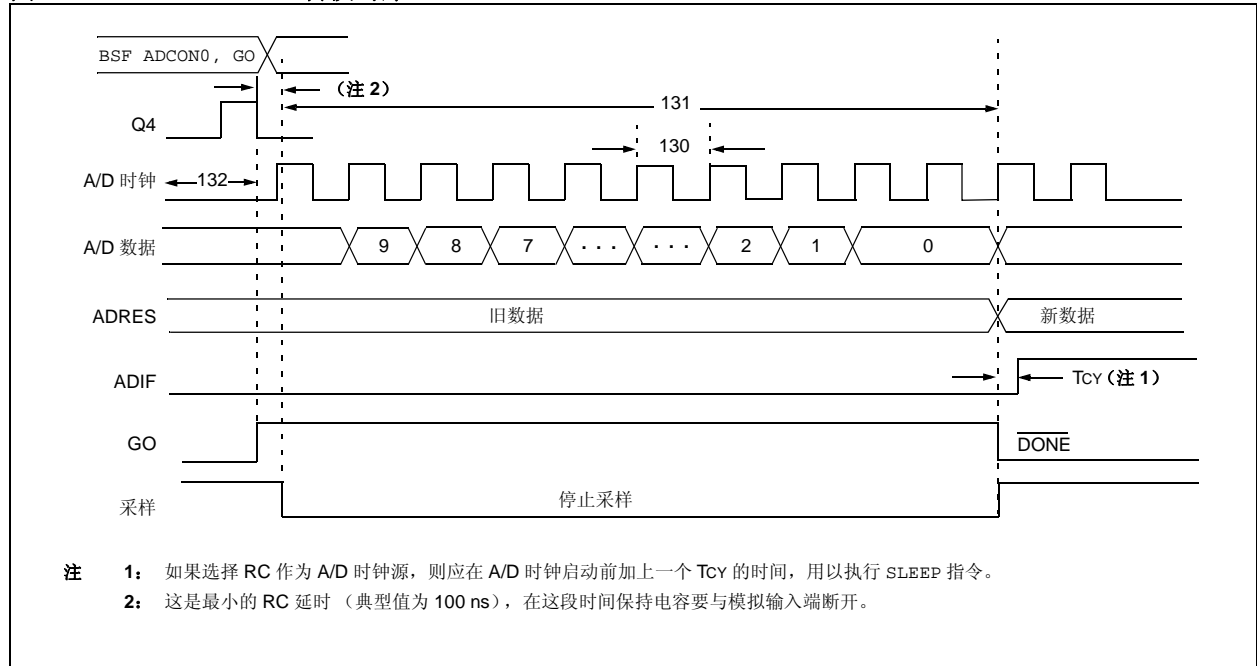 BSF ADCON0, GO
（注 2）
131
Q4
130
A/D 时钟
132
A/D 数据
9 8 7 . . . . . . 2 1 0
ADRES
旧数据
新数据
ADIF
TCY（注 1）
GO
DONE
采样
停止采样
注 1： 如果选择 RC 作为 A/D 时钟源，则应在 A/D 时钟启动前加上一个 TCY 的时间，用以执行 SLEEP 指令。
2： 这是最小的 RC 延时 （典型值为 100 ns），在这段时间保持电容要与模拟输入端断开。